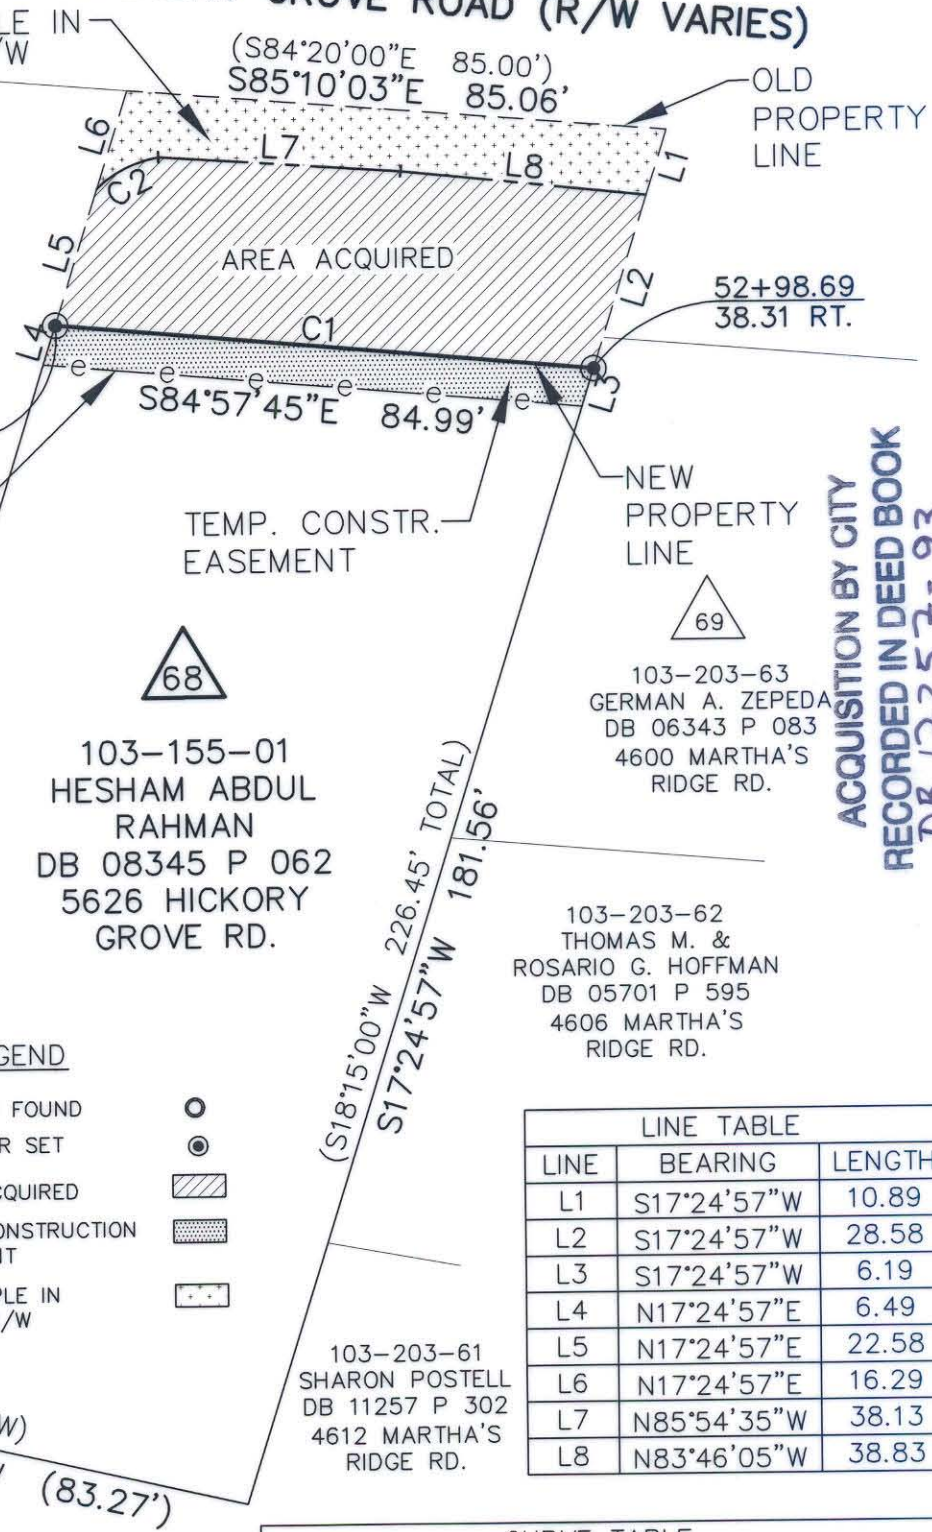 GROVE ROAD (R/W VARIES)
LE IN
/W
(S84°20'00"E 85.00')
S85°10'03"E 85.06'
OLD
PROPERTY
LINE
L6
L7
L8
L1
C2
L5
AREA ACQUIRED
L2
52+98.69
38.31 RT.
L4
C1
L3
e e e e e e
S84°57'45"E 84.99'
NEW
PROPERTY
LINE
TEMP. CONSTR.
EASEMENT
ACQUISITION BY CITY
RECORDED IN DEED BOOK
68
103-155-01
HESHAM ABDUL
RAHMAN
DB 08345 P 062
5626 HICKORY
GROVE RD.
69
103-203-63
GERMAN A. ZEPEDA
DB 06343 P 083
4600 MARTHA'S
RIDGE RD.
(S18°15'00"W 226.45' TOTAL)
S17°24'57"W 181.56'
103-203-62
THOMAS M. &
ROSARIO G. HOFFMAN
DB 05701 P 595
4606 MARTHA'S
RIDGE RD.
GEND
FOUND
R SET
CQUIRED
ONSTRUCTION
NT
PLE IN
/W
103-203-61
SHARON POSTELL
DB 11257 P 302
4612 MARTHA'S
RIDGE RD.
W)
(83.27')
LINE TABLE
LINE BEARING LENGTH
L1 S17°24'57"W 10.89
L2 S17°24'57"W 28.58
L3 S17°24'57"W 6.19
L4 N17°24'57"E 6.49
L5 N17°24'57"E 22.58
L6 N17°24'57"E 16.29
L7 N85°54'35"W 38.13
L8 N83°46'05"W 38.83